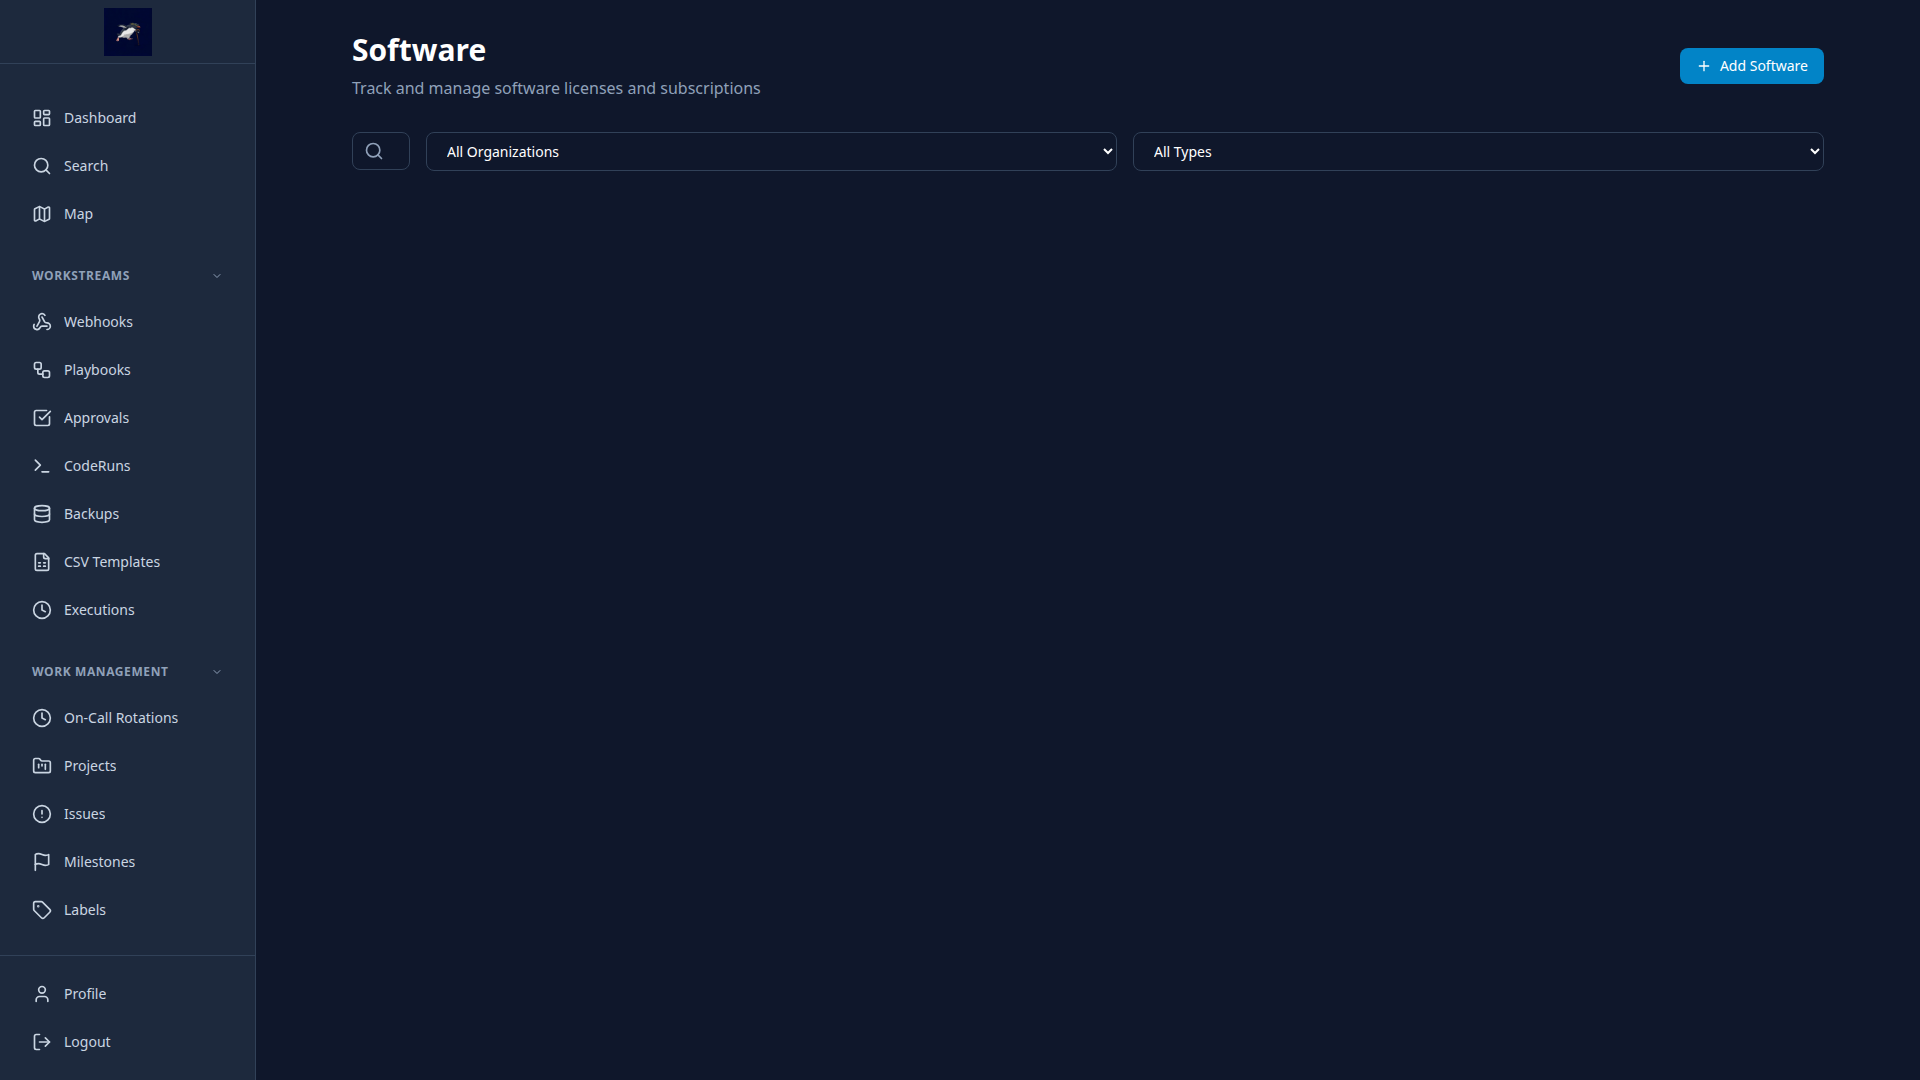 Dashboard
Search
Map
WORKSTREAMS
Webhooks
Playbooks
Approvals
CodeRuns
Backups
CSV Templates
Executions
WORK MANAGEMENT
On-Call Rotations
Projects
Issues
Milestones
Labels
Profile
Logout
Software
Track and manage software licenses and subscriptions
Add Software
All Organizations
All Types